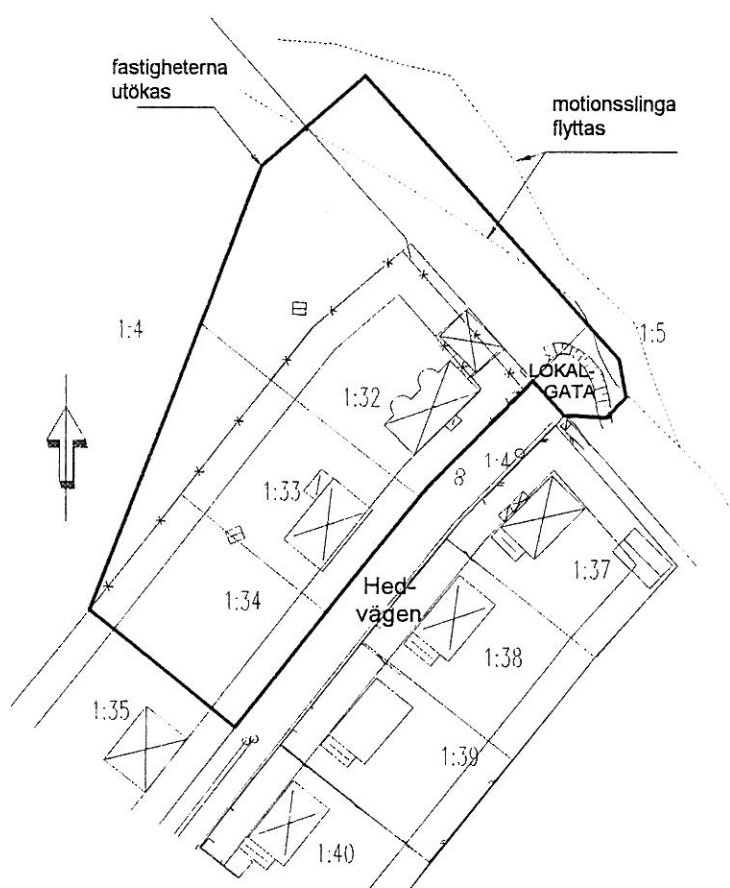 fastigheterna
utökas
motionsslinga
flyttas
1:4
1:5
LOKAL-
GATA
1:32
8
1:4
1:33
1:37
1:34
Hed-
vägen
1:38
1:35
1:39
1:40